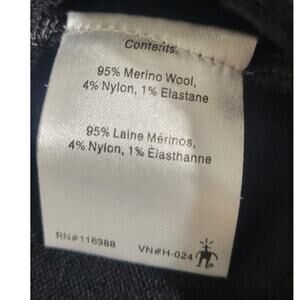 Contents:
95% Merino Wool,
4% Nylon, 1% Elastane
95% Laine Mérinos,
4% Nylon, 1% Élasthanne
RN#116388 VN#H-024